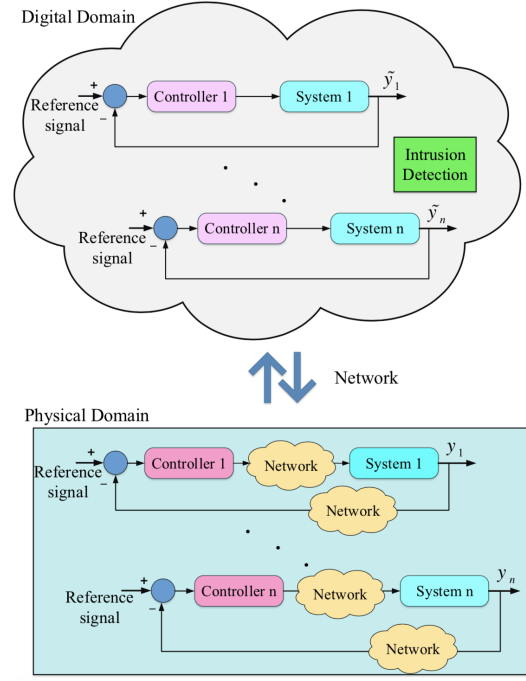 Digital Domain
+
Reference
signal
−
Controller 1
System 1
ỹ1
Intrusion
Detection
+
Reference
signal
−
Controller n
System n
ỹn
Network
Physical Domain
+
Reference
signal
−
Controller 1
Network
System 1
y1
Network
+
Reference
signal
−
Controller n
Network
System n
yn
Network